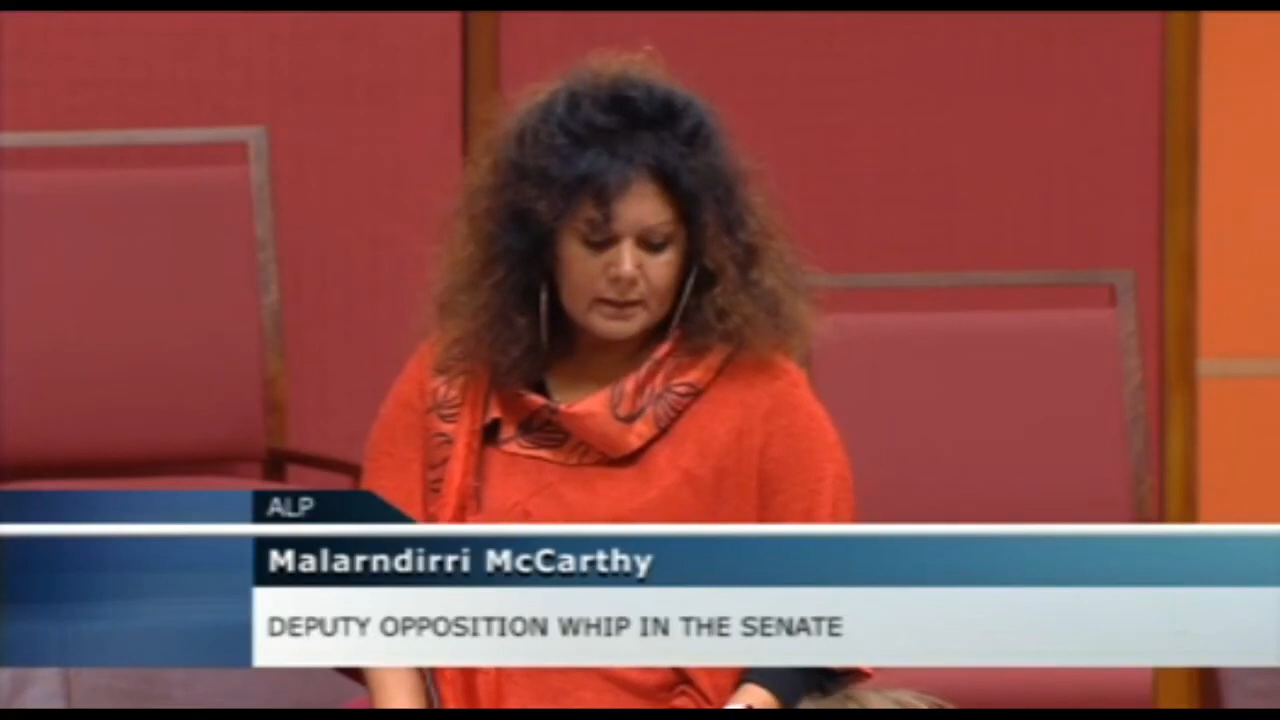 ALP
Malarndirri McCarthy
DEPUTY OPPOSITION WHIP IN THE SENATE